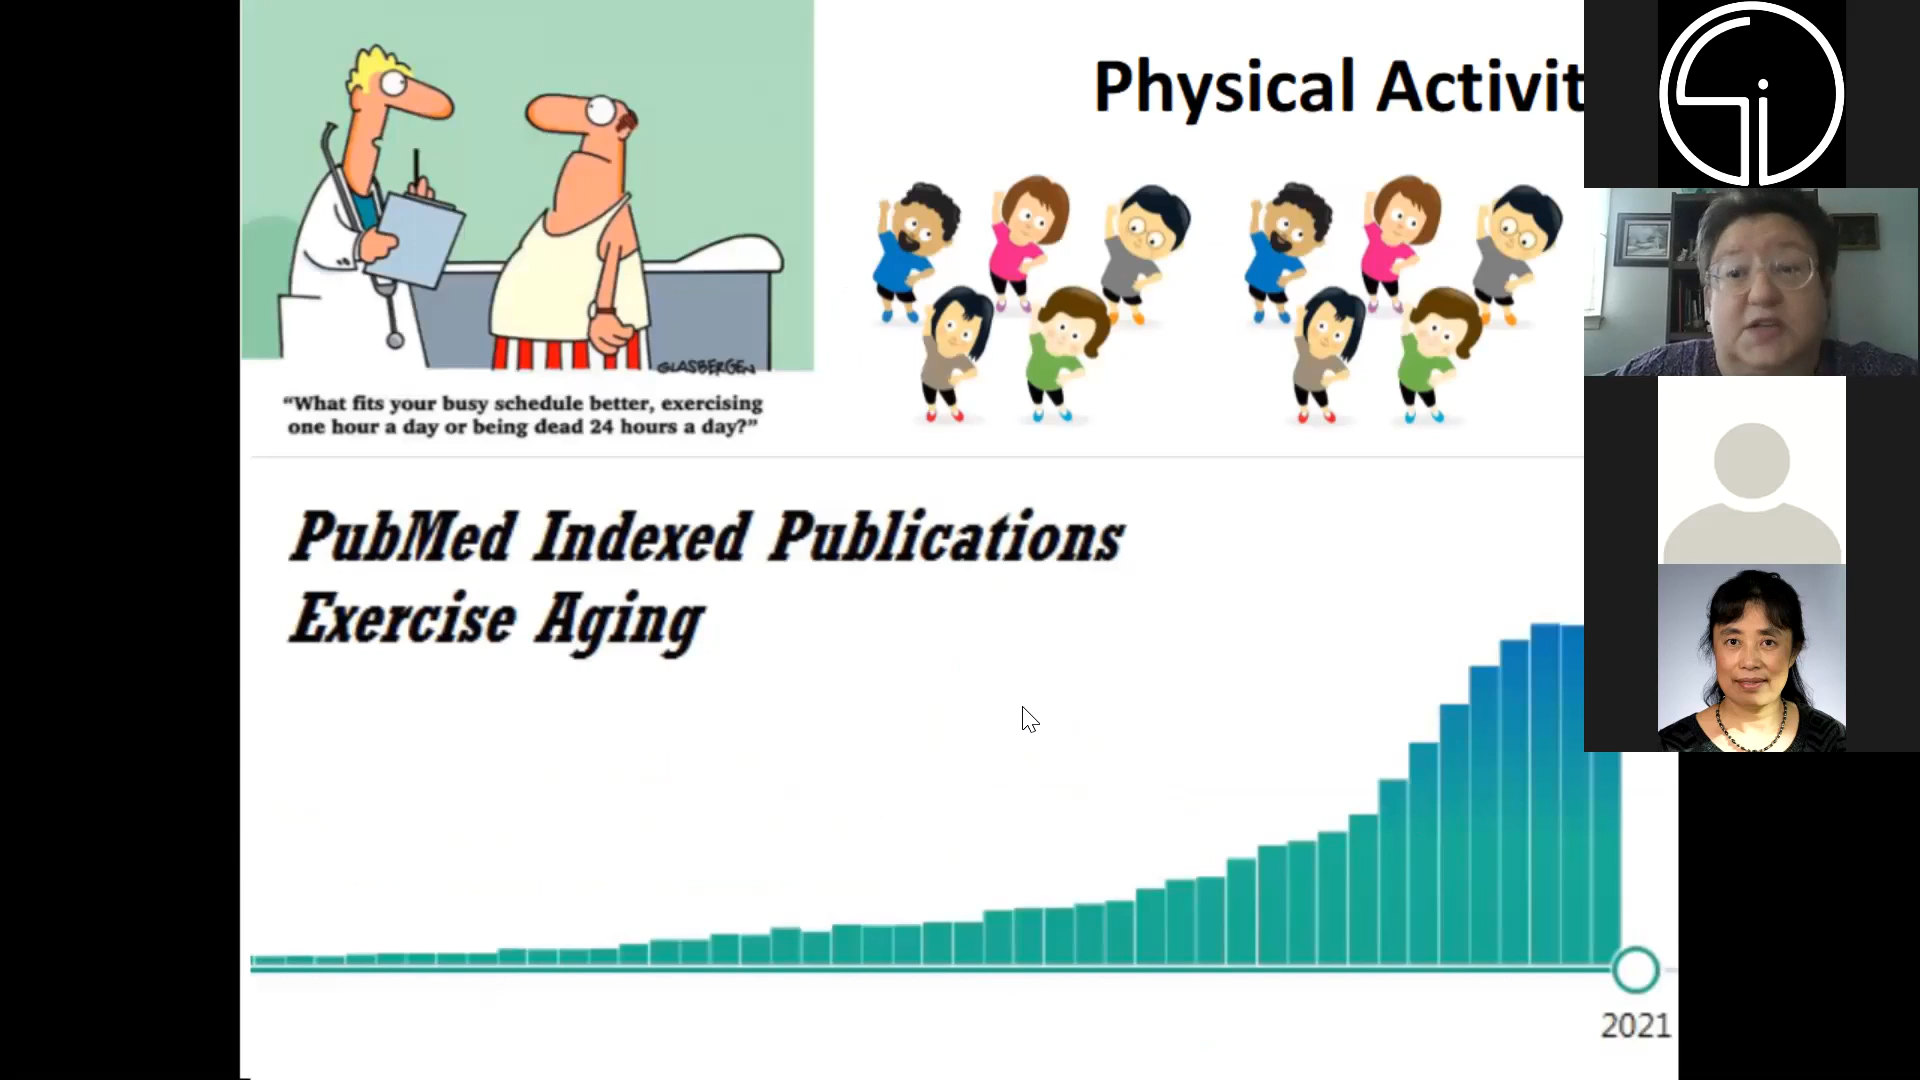 Physical Activit
GLASBERGEN
“What fits your busy schedule better, exercising
one hour a day or being dead 24 hours a day?”
PubMed Indexed Publications
Exercise Aging
2021